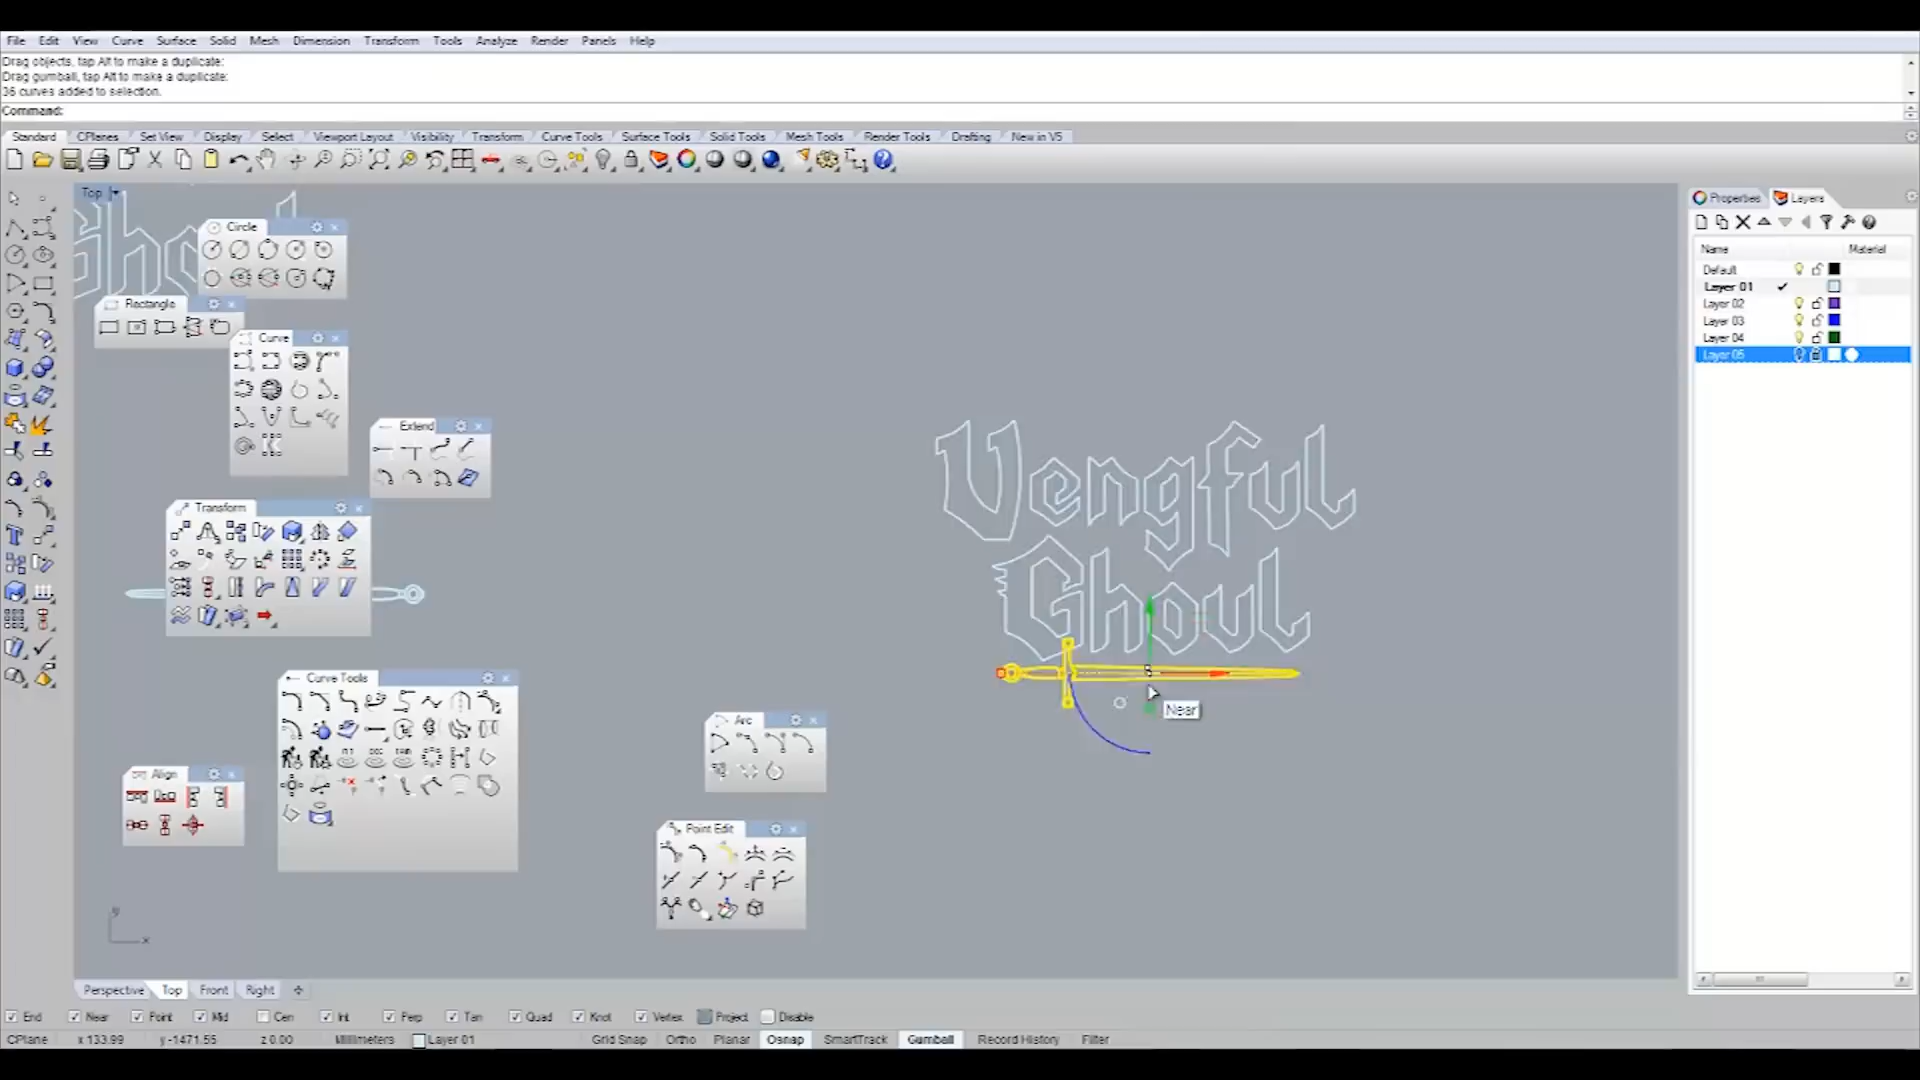 File Edit View Curve Surface Solid Mesh Dimension Transform Tools Analyze Render Panels Help
Drag objects, tap Alt to make a duplicate:
Drag gumball, tap Alt to make a duplicate:
36 curves added to selection.
Command:
Standard CPlanes Set View Display Select Viewport Layout Visibility Transform Curve Tools Surface Tools Solid Tools Mesh Tools Render Tools Drafting New in V5
Top
Properties Layers
Circle
Name Material
Default
Layer 01
Rectangle
Layer 02
Layer 03
Curve
Layer 04
Layer 05
Extend
Vengful
Transform
Ghoul
Curve Tools
Near
Arc
Align
Point Edit
y
x
Perspective Top Front Right
End Near Point Mid Cen Int Perp Tan Quad Knot Vertex Project Disable
CPlane x 133.99 y -1471.55 z 0.00 Millimeters Layer 01 Grid Snap Ortho Planar Osnap SmartTrack Gumball Record History Filter